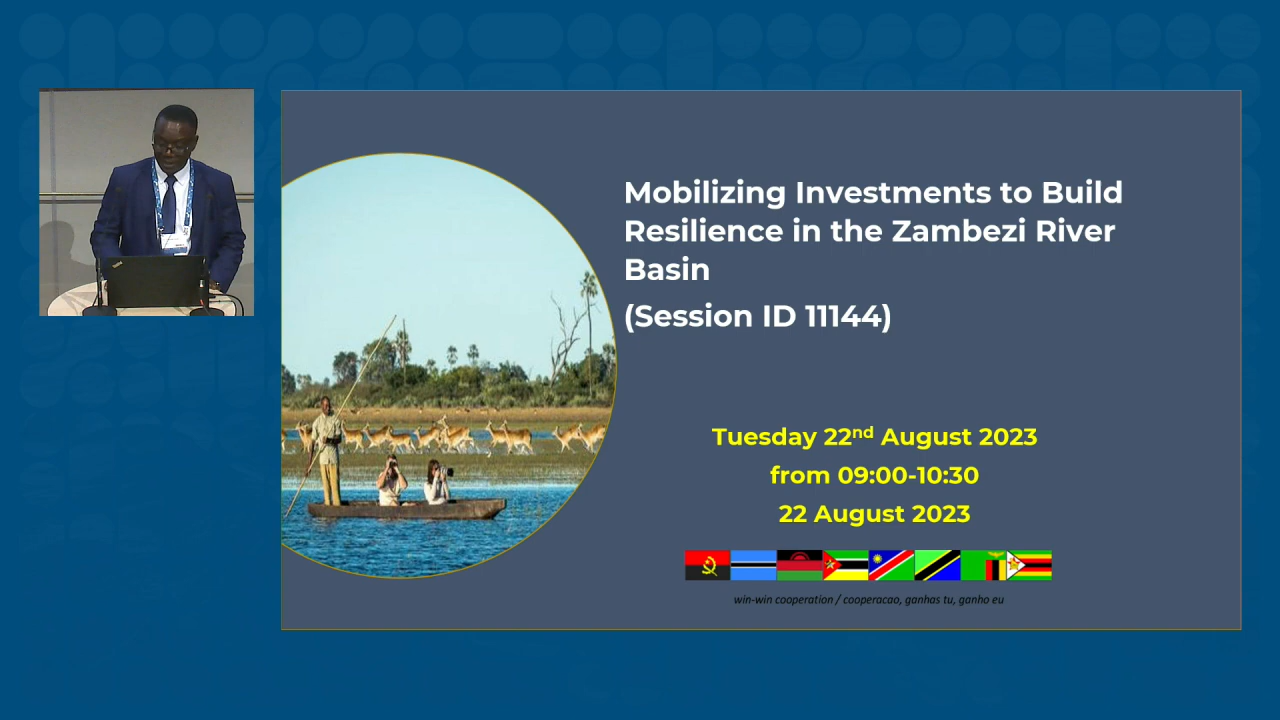 Mobilizing Investments to Build
Resilience in the Zambezi River
Basin
(Session ID 11144)
Tuesday 22nd August 2023
from 09:00-10:30
22 August 2023
win-win cooperation / cooperacao, ganhas tu, ganho eu